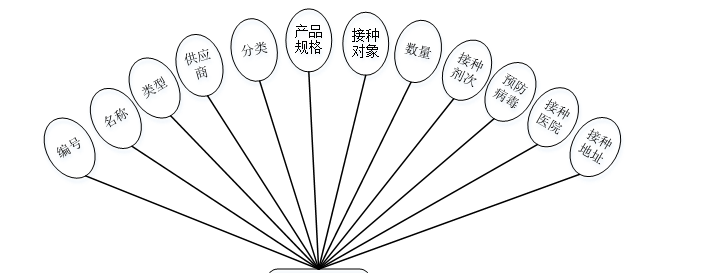 编号
名称
类型
供应
商
分类
产品
规格
接种
对象
数量
接种
剂次
预防
病毒
接种
医院
接种
地址